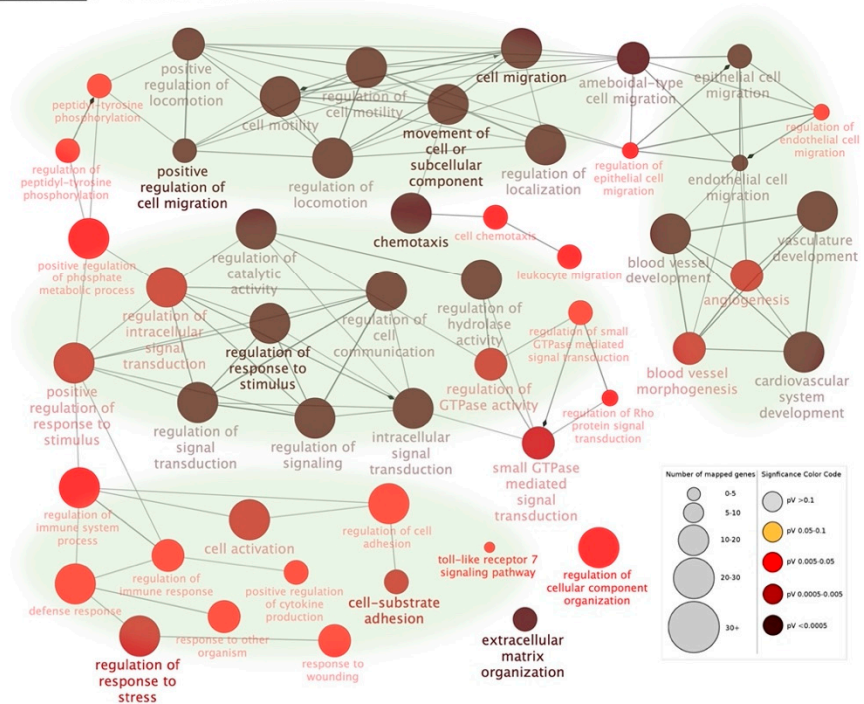 positive
regulation of
locomotion
regulation of
cell motility
cell motility
cell migration
movement of
cell or
subcellular
component
ameboidal-type
cell migration
epithelial cell
migration
peptidyl-tyrosine
phosphorylation
regulation of
peptidyl-tyrosine
phosphorylation
positive
regulation of
cell migration
regulation of
locomotion
regulation of
localization
regulation of
epithelial cell
migration
regulation of
endothelial cell
migration
endothelial cell
migration
chemotaxis
cell chemotaxis
leukocyte migration
blood vessel
development
vasculature
development
angiogenesis
blood vessel
morphogenesis
cardiovascular
system
development
positive regulation
of phosphate
metabolic process
regulation of
catalytic
activity
regulation of
intracellular
signal
transduction
regulation of
cell
communication
regulation of
hydrolase
activity
regulation of small
GTPase mediated
signal transduction
regulation of
response to
stimulus
regulation of
GTPase activity
regulation of Rho
protein signal
transduction
positive
regulation of
response to
stimulus
regulation of
signal
transduction
regulation of
signaling
intracellular
signal
transduction
small GTPase
mediated
signal
transduction
regulation of
immune system
process
cell activation
regulation of cell
adhesion
toll-like receptor 7
signaling pathway
regulation of
cellular component
organization
defense response
regulation of
immune response
positive regulation
of cytokine
production
cell-substrate
adhesion
response to other
organism
response to
wounding
regulation of
response to
stress
extracellular
matrix
organization
Number of mapped genes
0-5
5-10
10-20
20-30
30+
Signficance Color Code
pV >0.1
pV 0.05-0.1
pV 0.005-0.05
pV 0.0005-0.005
pV <0.0005